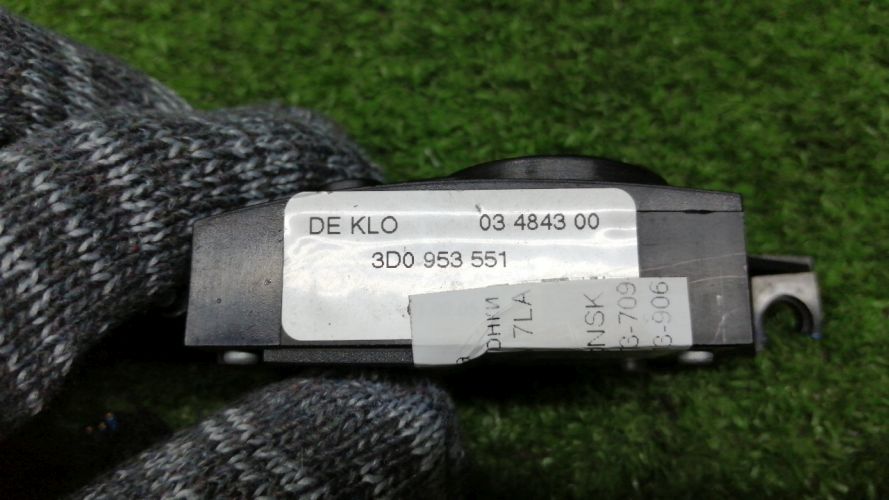 DE KLO 03 4843 00
3D0 953 551
7LA
NSK
-709
-906